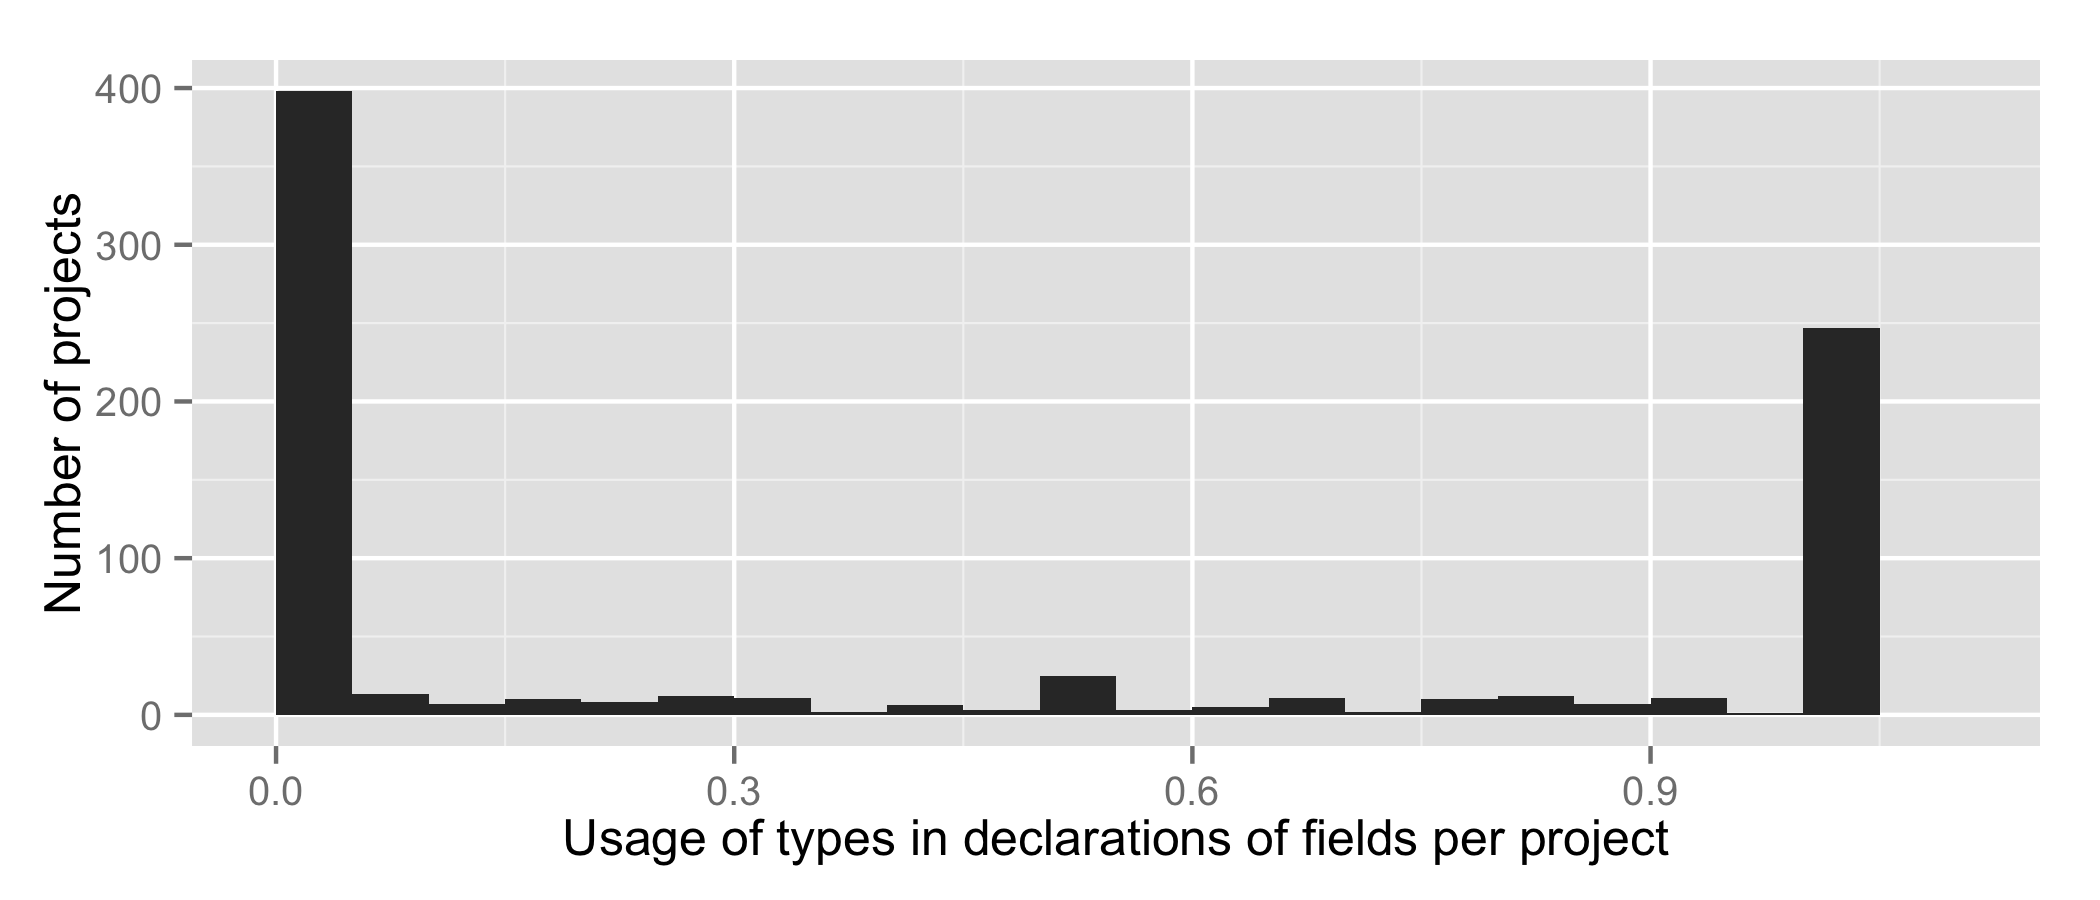 400
300
200
100
0
Number of projects
0.0 0.3 0.6 0.9
Usage of types in declarations of fields per project